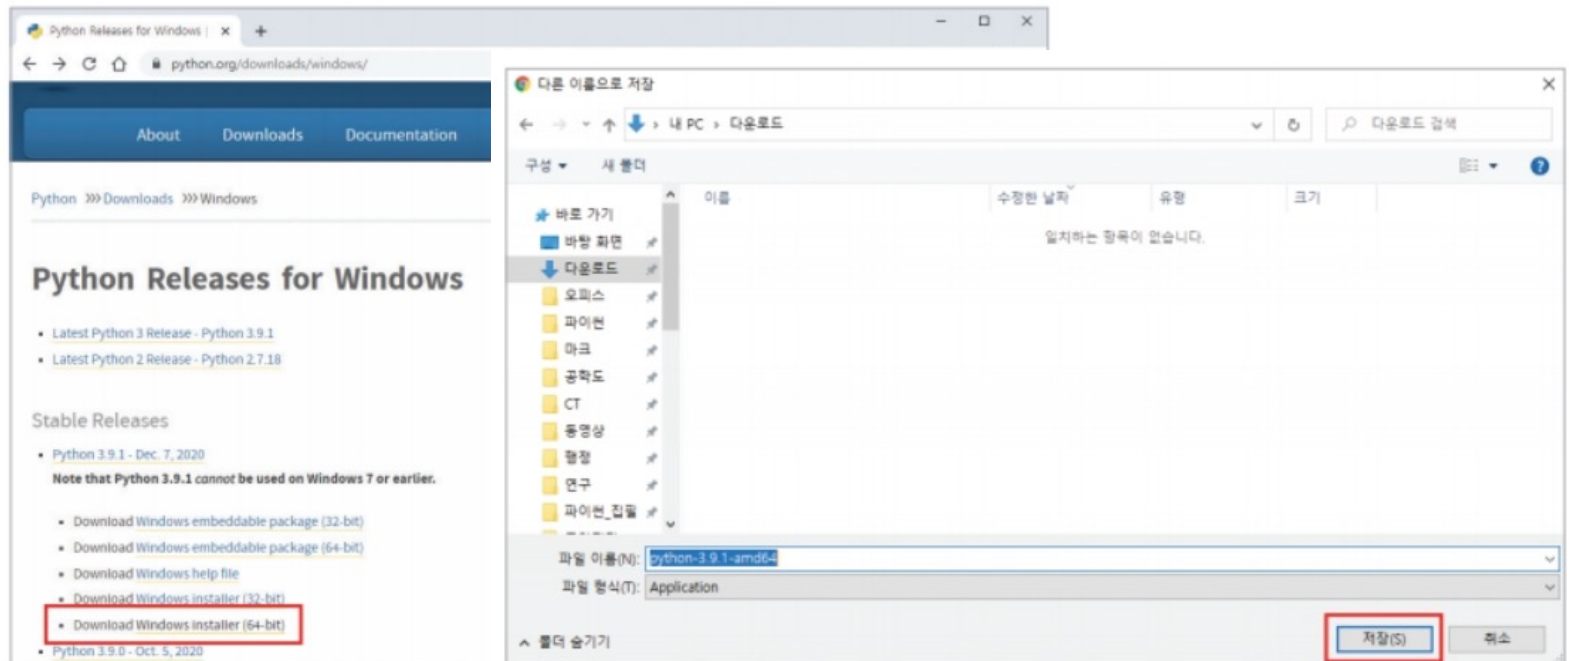 Python Releases for Windows |
python.org/downloads/windows/
About Downloads Documentation
Python >>> Downloads >>> Windows
Python Releases for Windows
Latest Python 3 Release - Python 3.9.1
Latest Python 2 Release - Python 2.7.18
Stable Releases
Python 3.9.1 - Dec. 7, 2020
Note that Python 3.9.1 cannot be used on Windows 7 or earlier.
Download Windows embeddable package (32-bit)
Download Windows embeddable package (64-bit)
Download Windows help file
Download Windows installer (32-bit)
Download Windows installer (64-bit)
Python 3.9.0 - Oct. 5, 2020
다른 이름으로 저장
내 PC › 다운로드
다운로드 검색
구성 새 폴더
이름 수정한 날짜 유형 크기
일치하는 항목이 없습니다.
바로 가기
바탕 화면
다운로드
오피스
파이썬
마크
공학도
CT
동영상
행정
연구
파이썬_집필
파일 이름(N): python-3.9.1-amd64
파일 형식(T): Application
폴더 숨기기
저장(S) 취소